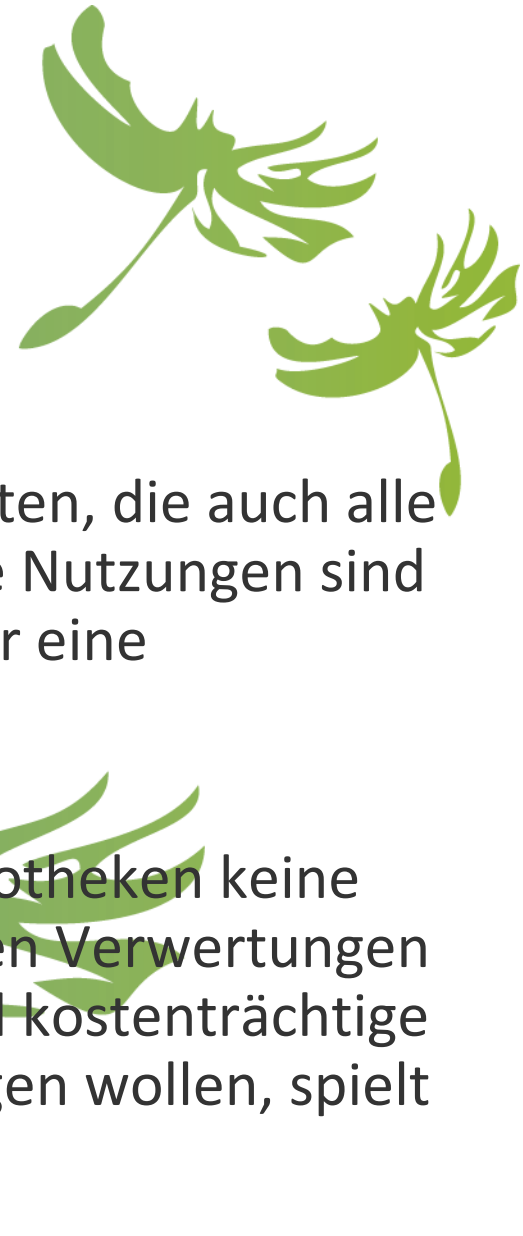 ten, die auch alle
Nutzungen sind
r eine
otheken keine
en Verwertungen
kostenträchtige
gen wollen, spielt